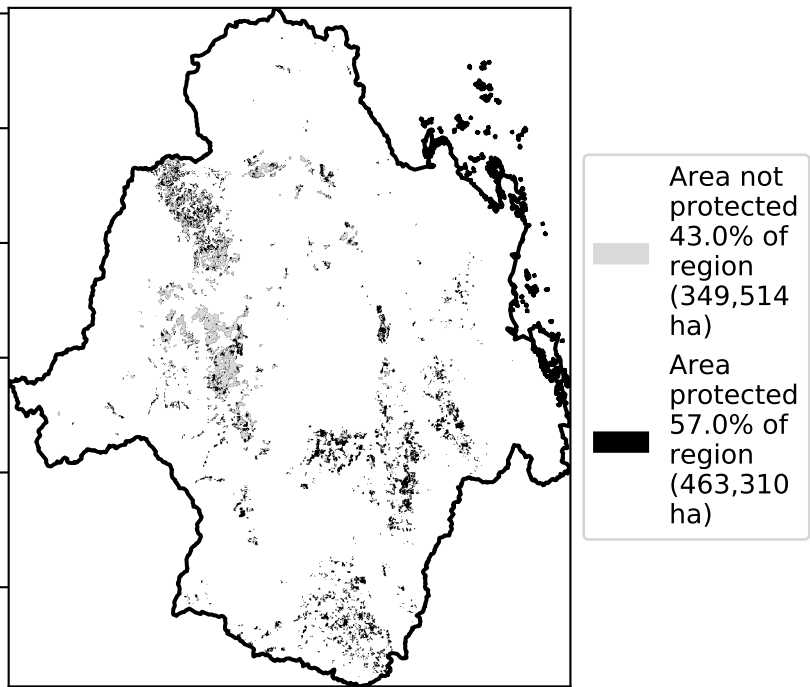 Area not
protected
43.0% of
region
(349,514
ha)
Area
protected
57.0% of
region
(463,310
ha)